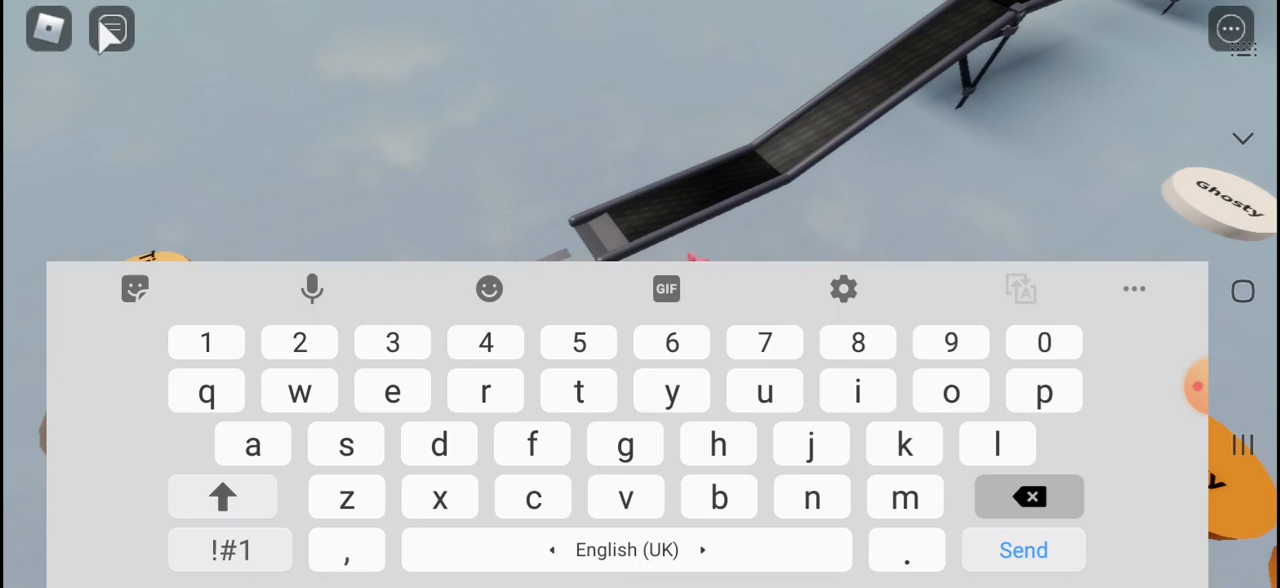 Ghosty
GIF
1 2 3 4 5 6 7 8 9 0
q w e r t y u i o p
a s d f g h j k l
z x c v b n m
!#1 , English (UK) . Send